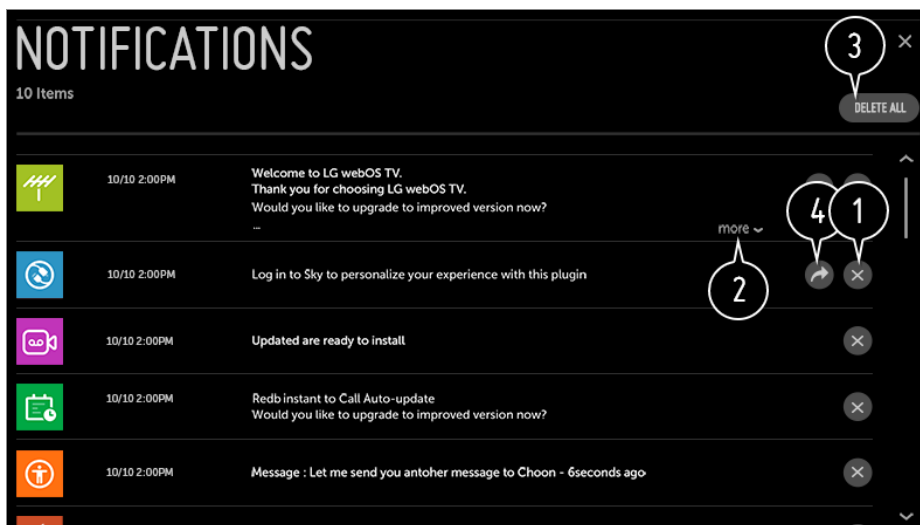 NOTIFICATIONS
10 Items
3
DELETE ALL
10/10 2:00PM
Welcome to LG webOS TV.
Thank you for choosing LG webOS TV.
Would you like to upgrade to improved version now?
...
more
4
1
2
10/10 2:00PM
Log in to Sky to personalize your experience with this plugin
10/10 2:00PM
Updated are ready to install
10/10 2:00PM
Redb instant to Call Auto-update
Would you like to upgrade to improved version now?
10/10 2:00PM
Message : Let me send you antoher message to Choon - 6seconds ago